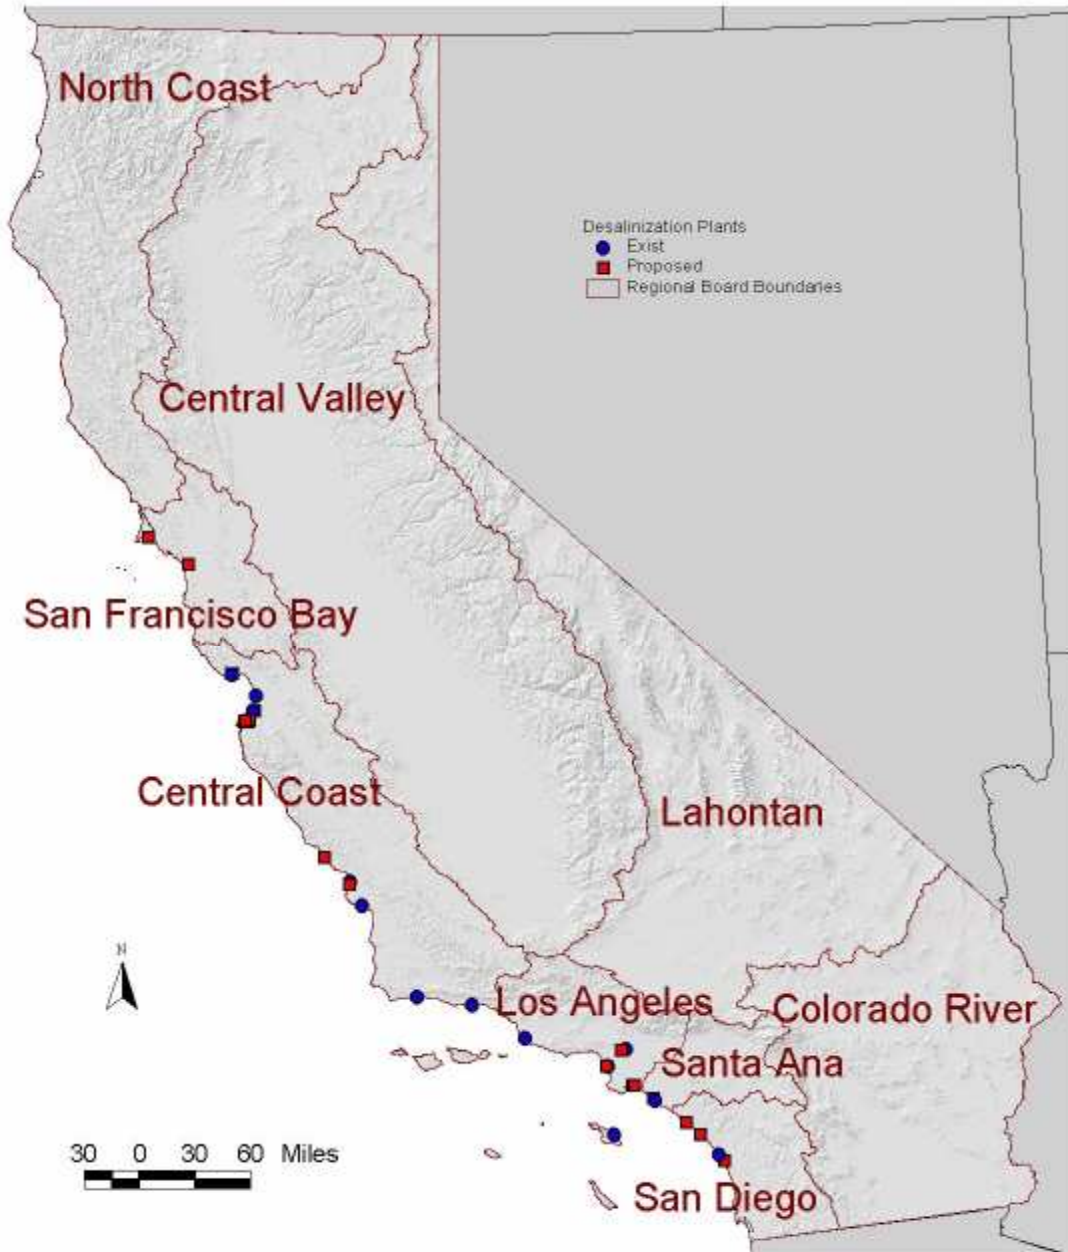 North Coast
Desalinization Plants
Exist
Proposed
Regional Board Boundaries
Central Valley
San Francisco Bay
Central Coast
Lahontan
N
Los Angeles
Colorado River
Santa Ana
30 0 30 60 Miles
San Diego